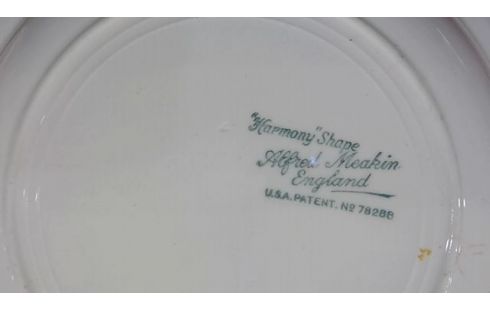 "Harmony" Shape
Alfred Meakin
England
U.S.A. PATENT. Nº 78288